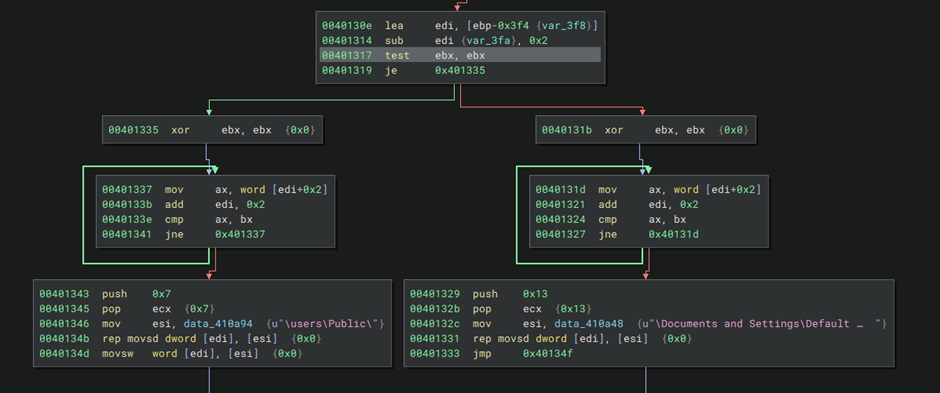 0040130e lea edi, [ebp-0x3f4 {var_3f8}]
00401314 sub edi {var_3fa}, 0x2
00401317 test ebx, ebx
00401319 je 0x401335
00401335 xor ebx, ebx {0x0}
0040131b xor ebx, ebx {0x0}
00401337 mov ax, word [edi+0x2]
0040133b add edi, 0x2
0040133e cmp ax, bx
00401341 jne 0x401337
0040131d mov ax, word [edi+0x2]
00401321 add edi, 0x2
00401324 cmp ax, bx
00401327 jne 0x40131d
00401343 push 0x7
00401345 pop ecx {0x7}
00401346 mov esi, data_410a94 {u"\users\Public\"}
0040134b rep movsd dword [edi], [esi] {0x0}
0040134d movsw word [edi], [esi] {0x0}
00401329 push 0x13
0040132b pop ecx {0x13}
0040132c mov esi, data_410a48 {u"\Documents and Settings\Default … "}
00401331 rep movsd dword [edi], [esi] {0x0}
00401333 jmp 0x40134f